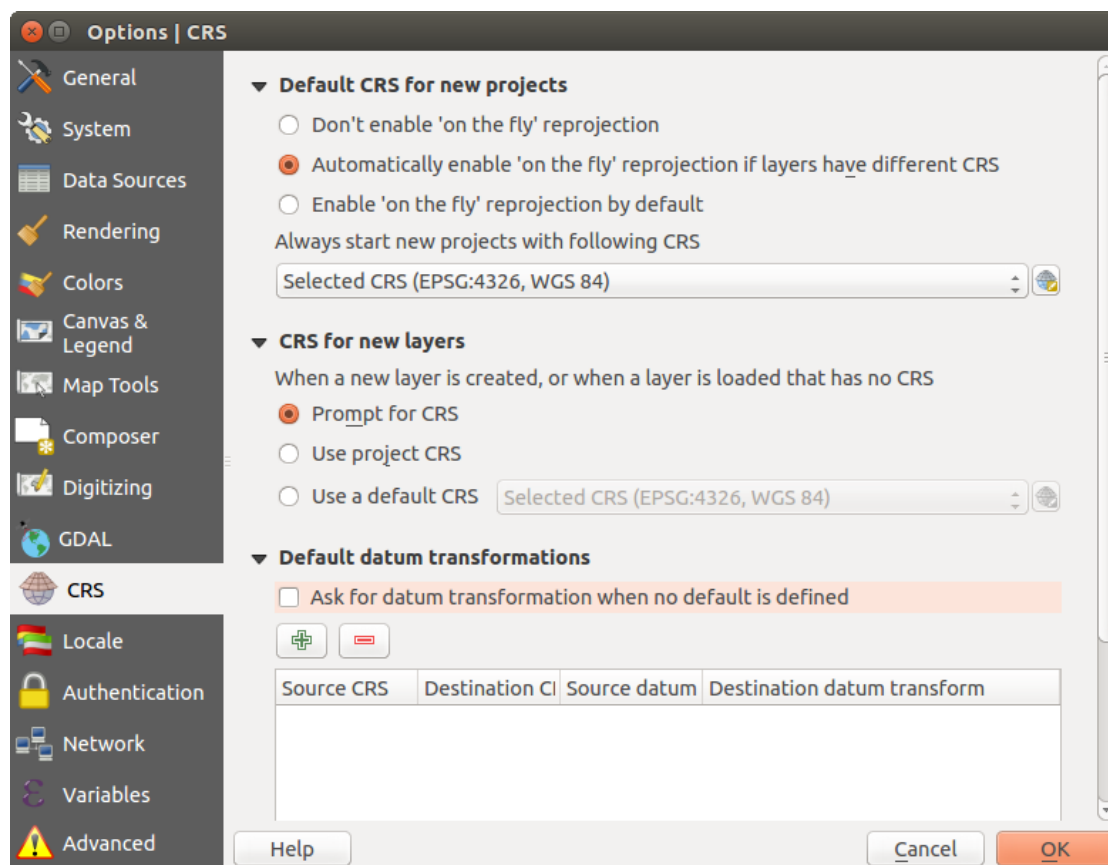 Options | CRS
General
System
Data Sources
Rendering
Colors
Canvas &
Legend
Map Tools
Composer
Digitizing
GDAL
CRS
Locale
Authentication
Network
Variables
Advanced
Default CRS for new projects
Don't enable 'on the fly' reprojection
Automatically enable 'on the fly' reprojection if layers have different CRS
Enable 'on the fly' reprojection by default
Always start new projects with following CRS
Selected CRS (EPSG:4326, WGS 84)
CRS for new layers
When a new layer is created, or when a layer is loaded that has no CRS
Prompt for CRS
Use project CRS
Use a default CRS Selected CRS (EPSG:4326, WGS 84)
Default datum transformations
Ask for datum transformation when no default is defined
Source CRS Destination CI Source datum Destination datum transform
Help Cancel OK